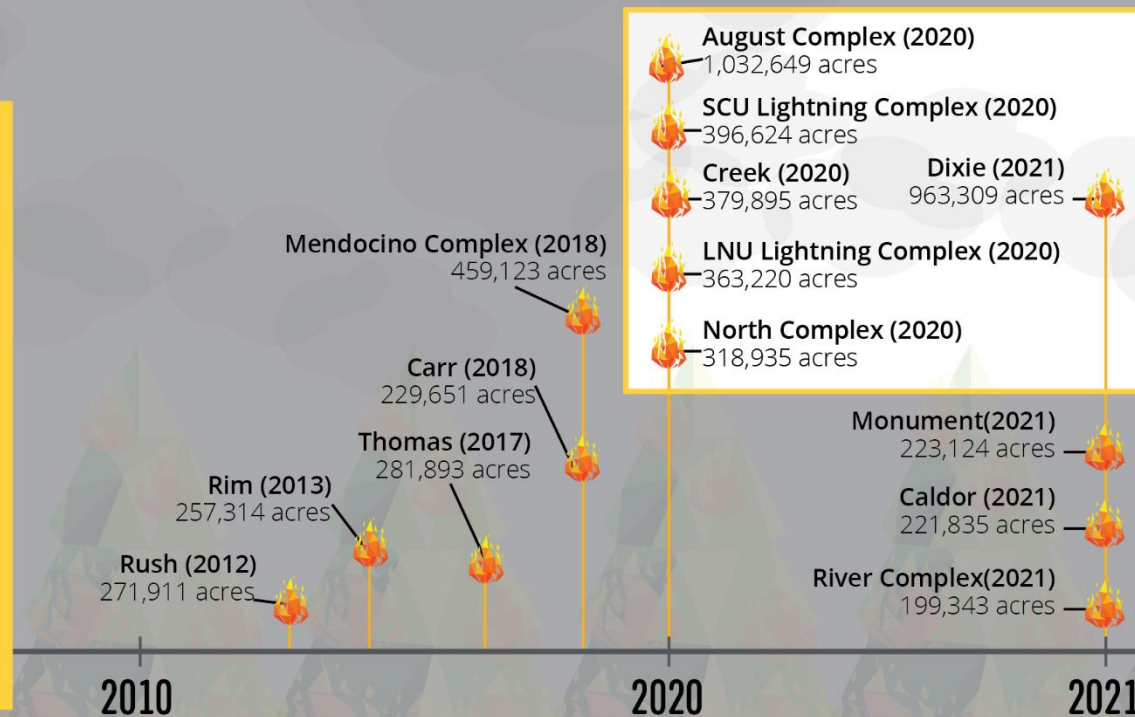 August Complex (2020)
1,032,649 acres
SCU Lightning Complex (2020)
396,624 acres
Creek (2020)
379,895 acres
Dixie (2021)
963,309 acres
LNU Lightning Complex (2020)
363,220 acres
North Complex (2020)
318,935 acres
Mendocino Complex (2018)
459,123 acres
Carr (2018)
229,651 acres
Thomas (2017)
281,893 acres
Rim (2013)
257,314 acres
Rush (2012)
271,911 acres
Monument(2021)
223,124 acres
Caldor (2021)
221,835 acres
River Complex(2021)
199,343 acres
2010
2020
2021